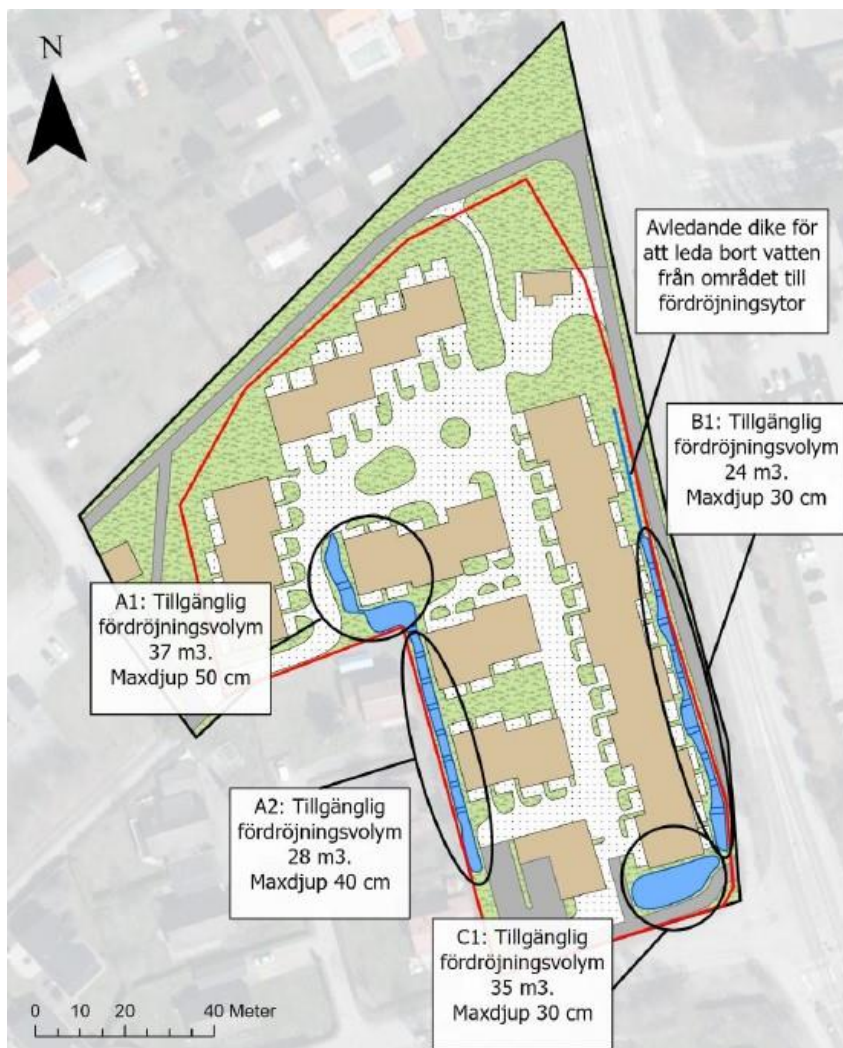 N
Avledande dike för
att leda bort vatten
från området till
fördröjningsytor
B1: Tillgänglig
fördröjningsvolym
24 m3.
Maxdjup 30 cm
A1: Tillgänglig
fördröjningsvolym
37 m3.
Maxdjup 50 cm
A2: Tillgänglig
fördröjningsvolym
28 m3.
Maxdjup 40 cm
C1: Tillgänglig
fördröjningsvolym
35 m3.
Maxdjup 30 cm
0 10 20 40 Meter